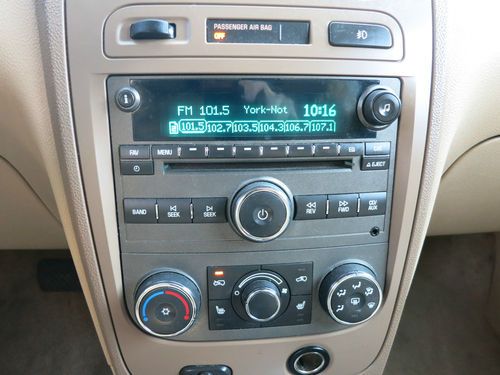 PASSENGER AIR BAG
OFF
FM 101.5 York-Not 10:16
101.5 102.7 103.5 104.3 106.7 107.1
FAV MENU EQ
EJECT
BAND SEEK SEEK REV FWD CD/AUX